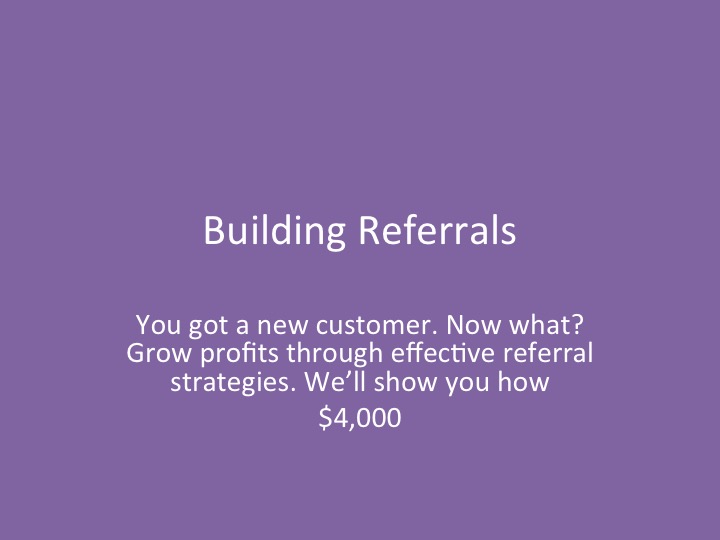 Building Referrals
You got a new customer. Now what?
Grow profits through effective referral
strategies. We’ll show you how
$4,000